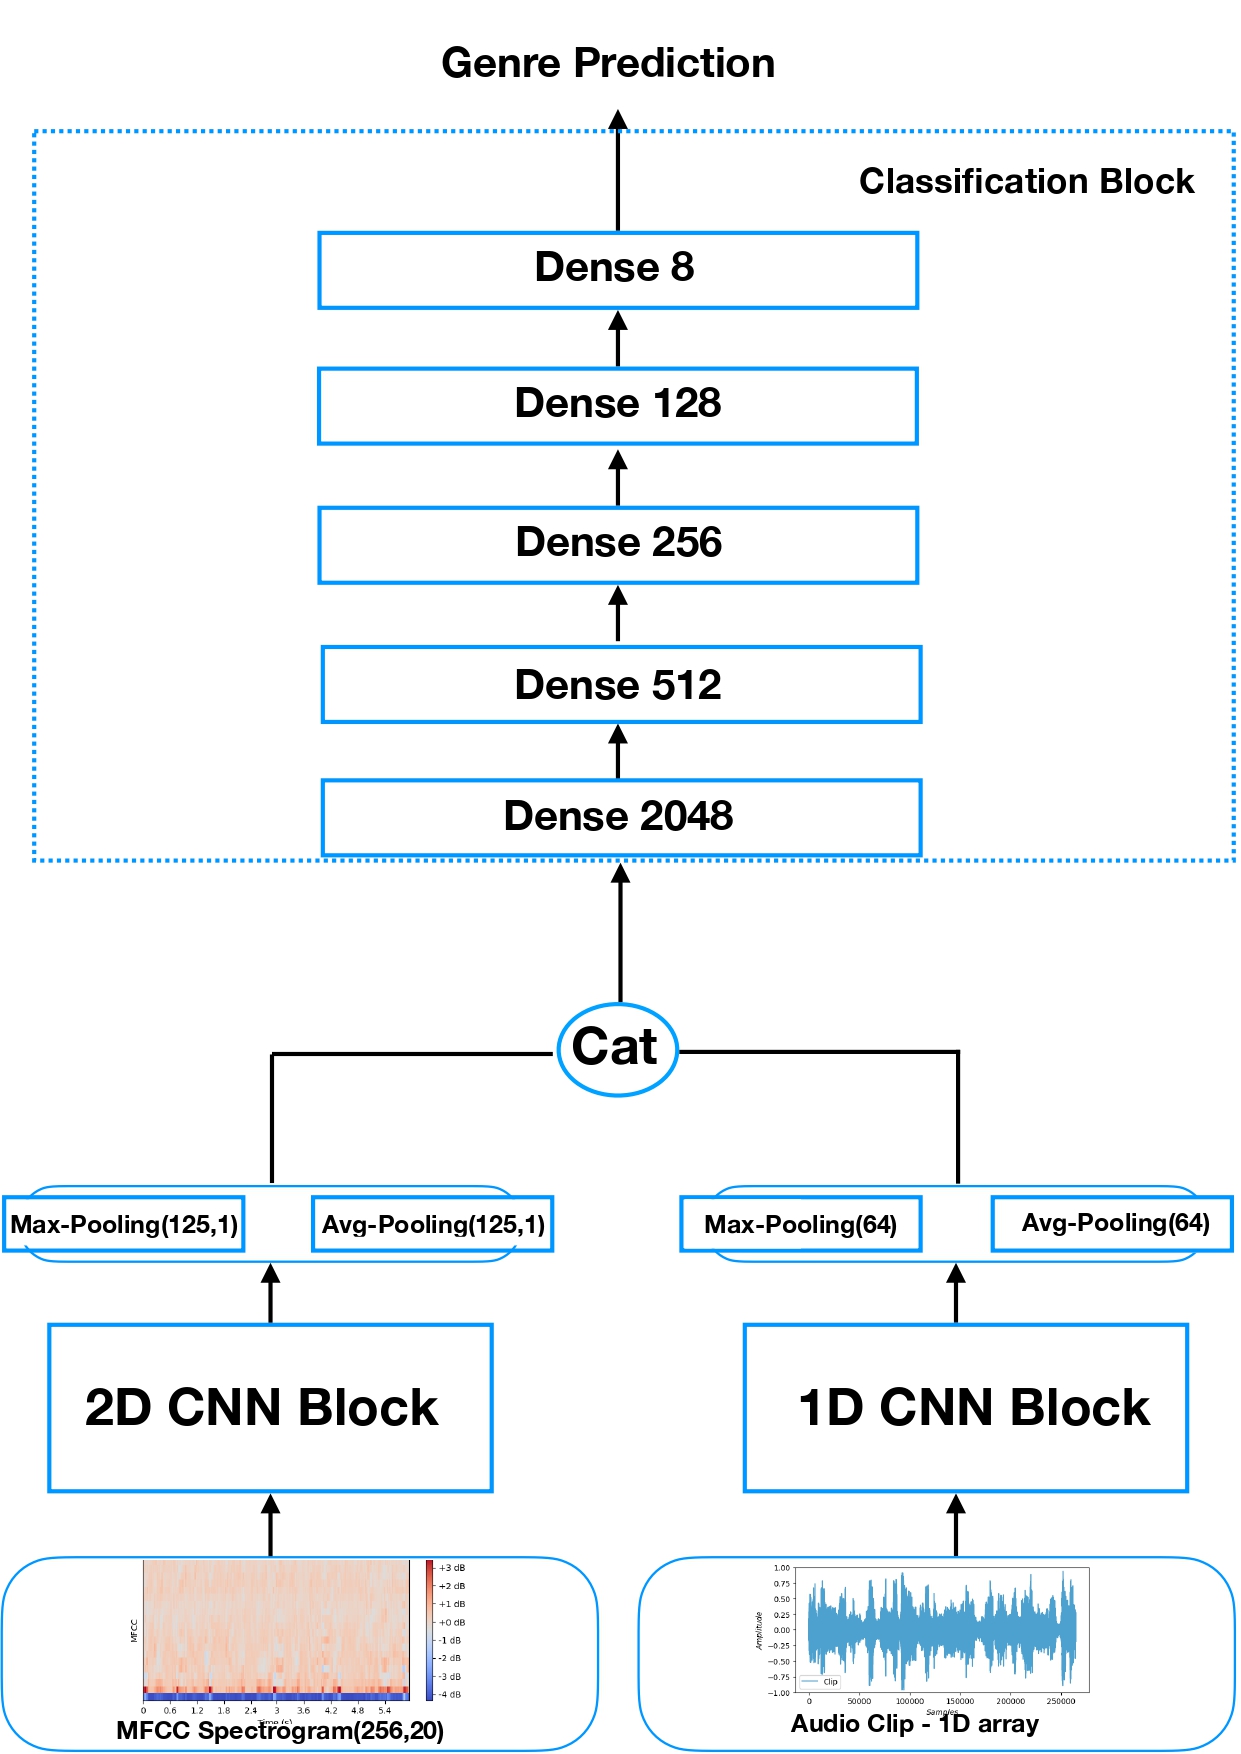 Genre Prediction
Classification Block
Dense 8
Dense 128
Dense 256
Dense 512
Dense 2048
Cat
Max-Pooling(125,1)
Avg-Pooling(125,1)
Max-Pooling(64)
Avg-Pooling(64)
2D CNN Block
1D CNN Block
MFCC
+3 dB
+2 dB
+1 dB
+0 dB
-1 dB
-2 dB
-3 dB
-4 dB
0 0.6 1.2 1.8 2.4 3 3.6 4.2 4.8 5.4
Time (s)
MFCC Spectrogram(256,20)
Amplitude
1.00
0.75
0.50
0.25
0.00
−0.25
−0.50
−0.75
−1.00
Clip
0 50000 100000 150000 200000 250000
Samples
Audio Clip - 1D array